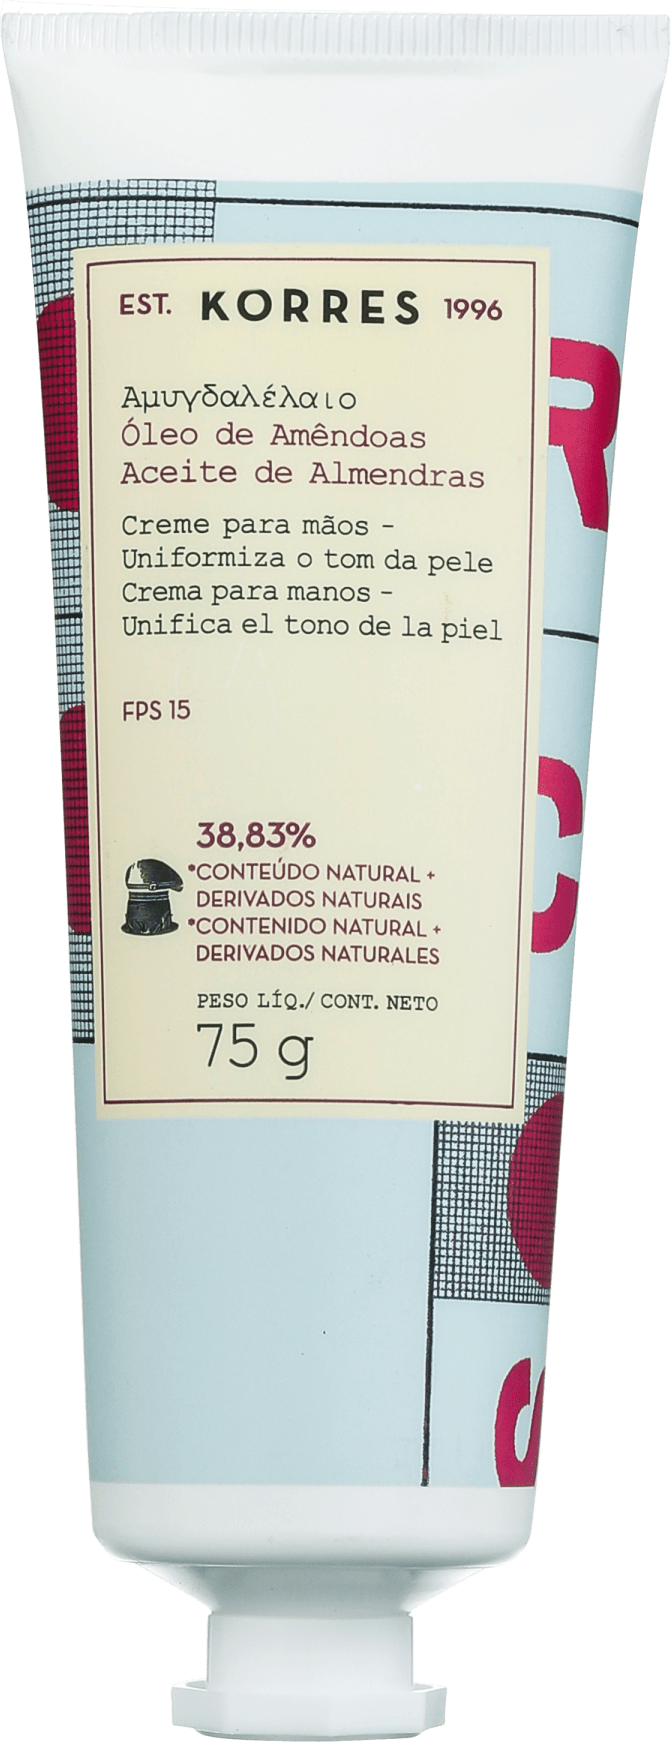 EST. KORRES 1996
Αμυγδαλέλαιο
Óleo de Amêndoas
Aceite de Almendras
Creme para mãos -
Uniformiza o tom da pele
Crema para manos -
Unifica el tono de la piel
FPS 15
38,83%
*CONTEÚDO NATURAL +
DERIVADOS NATURAIS
*CONTENIDO NATURAL +
DERIVADOS NATURALES
PESO LÍQ./ CONT. NETO
75 g
R
C
S